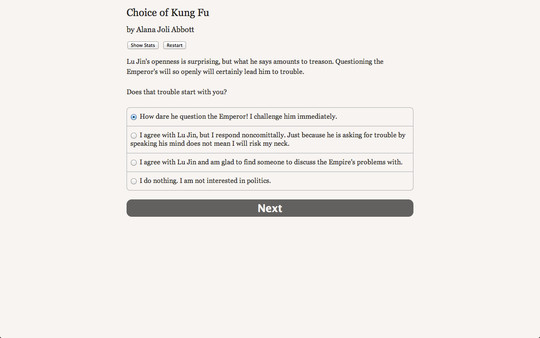 Choice of Kung Fu
by Alana Joli Abbott
Show Stats Restart
Lu Jin's openness is surprising, but what he says amounts to treason. Questioning the
Emperor's will so openly will certainly lead him to trouble.
Does that trouble start with you?
How dare he question the Emperor! I challenge him immediately.
I agree with Lu Jin, but I respond noncomittally. Just because he is asking for trouble by
speaking his mind does not mean I will risk my neck.
I agree with Lu Jin and am glad to find someone to discuss the Empire's problems with.
I do nothing. I am not interested in politics.
Next